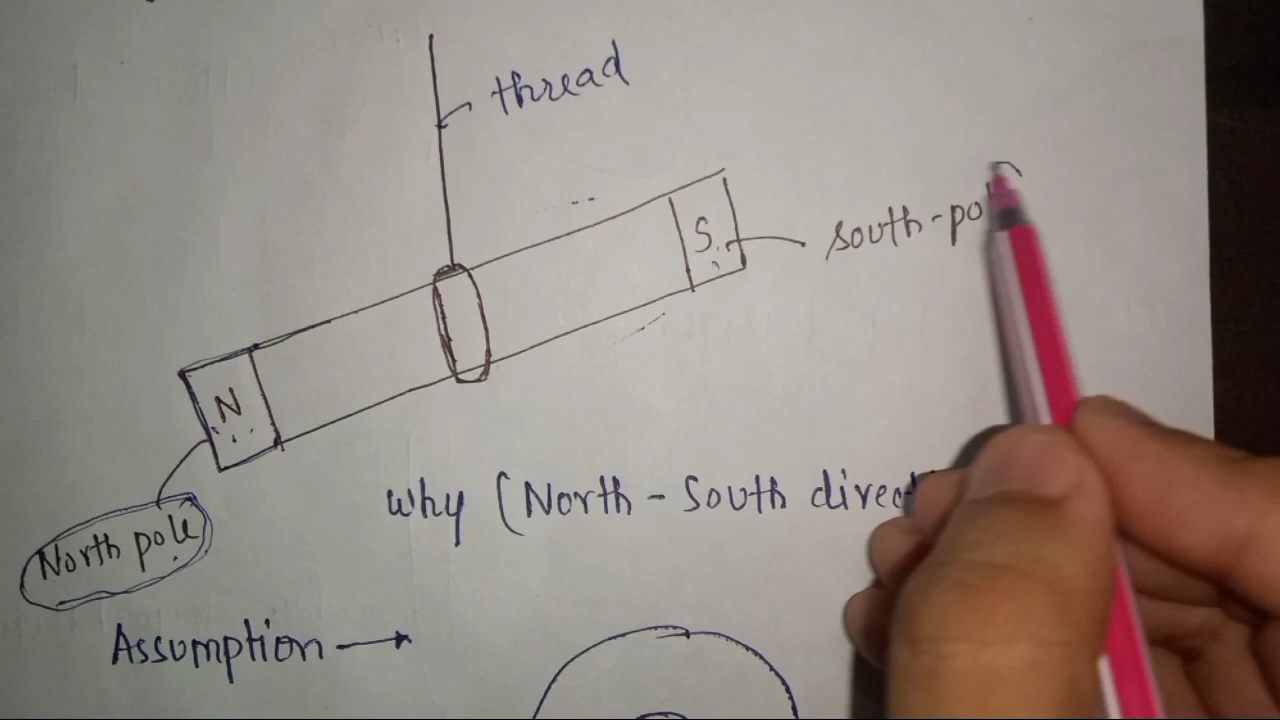 thread
S
south-po
N
why (North-South direc
North pole
Assumption →